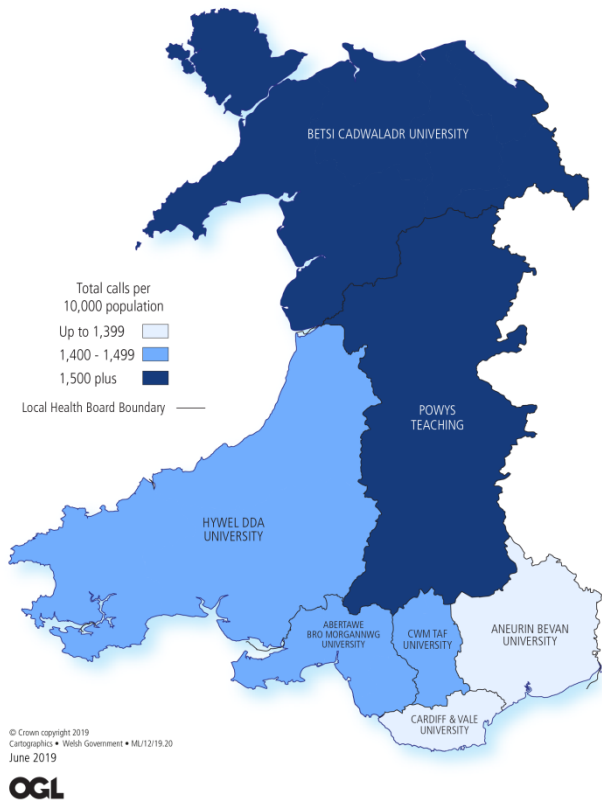 BETSI CADWALADR UNIVERSITY
Total calls per
10,000 population
Up to 1,399
1,400 - 1,499
1,500 plus
Local Health Board Boundary
POWYS
TEACHING
HYWEL DDA
UNIVERSITY
ABERTAWE
BRO MORGANNWG
UNIVERSITY
CWM TAF
UNIVERSITY
ANEURIN BEVAN
UNIVERSITY
CARDIFF & VALE
UNIVERSITY
© Crown copyright 2019
Cartographics • Welsh Government • ML/12/19.20
June 2019
OGL